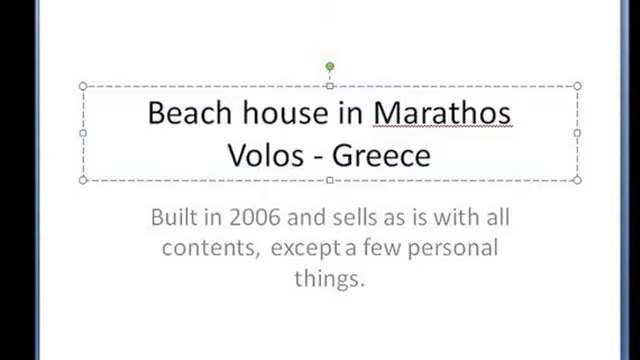 Beach house in Marathos
Volos - Greece
Built in 2006 and sells as is with all
contents, except a few personal
things.